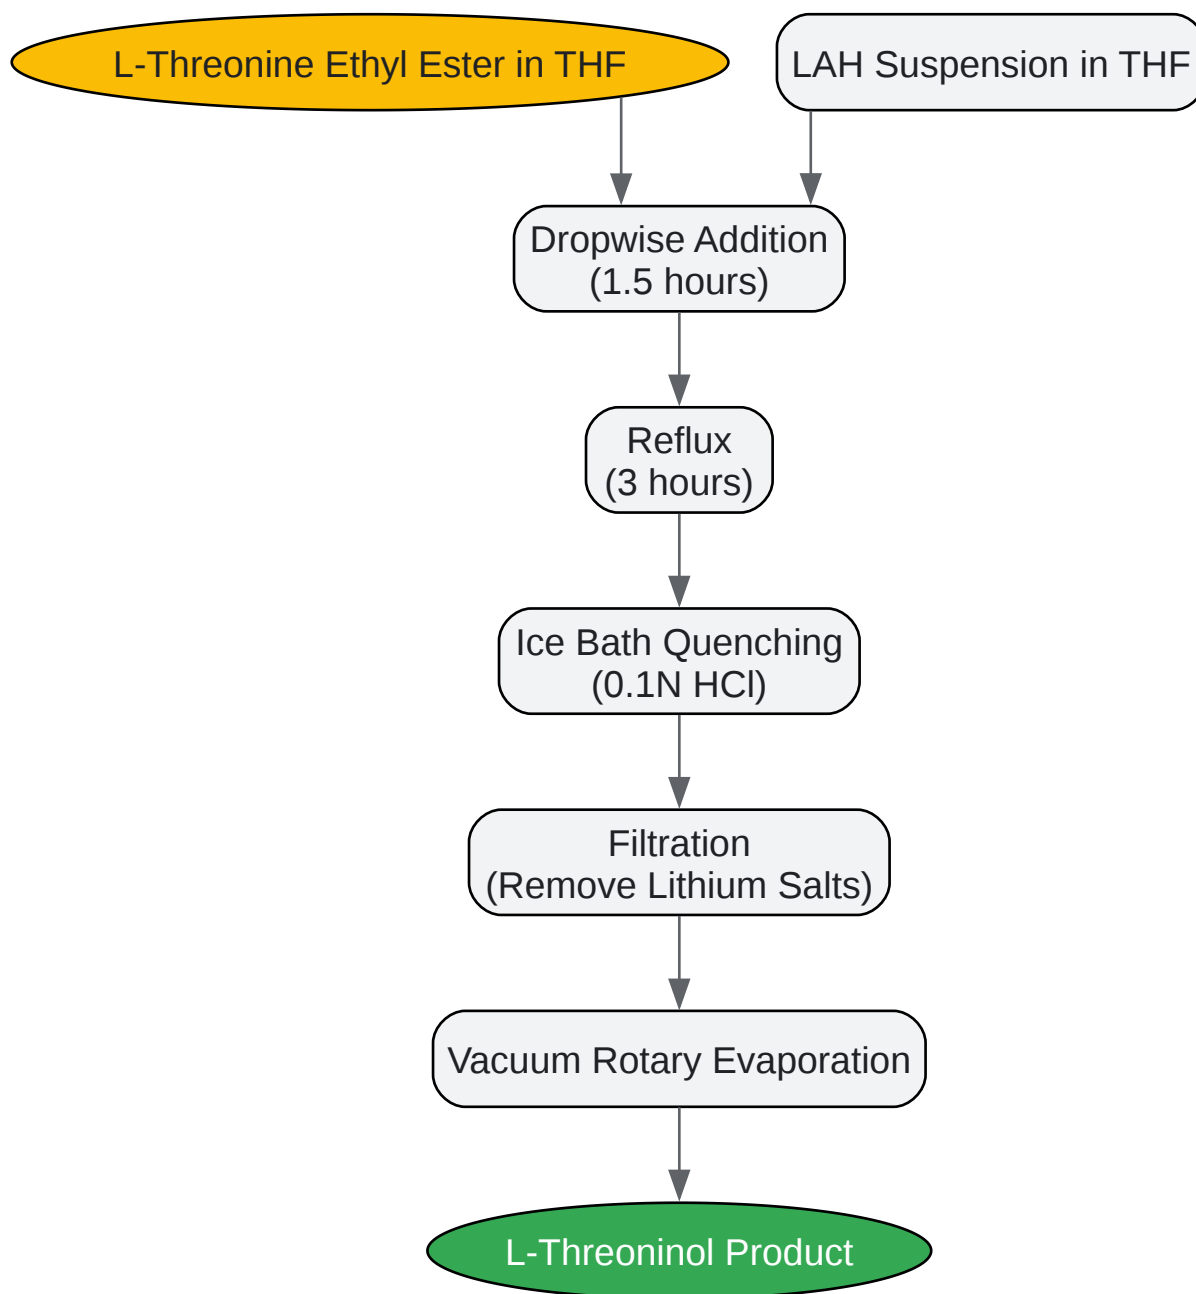 L-Threonine Ethyl Ester in THF
LAH Suspension in THF
Dropwise Addition
(1.5 hours)
Reflux
(3 hours)
Ice Bath Quenching
(0.1N HCl)
Filtration
(Remove Lithium Salts)
Vacuum Rotary Evaporation
L-Threoninol Product